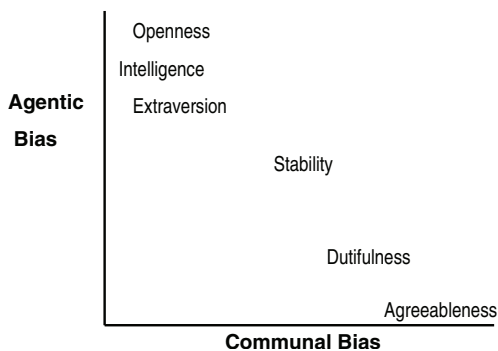 Openness
Intelligence
Agentic
Bias
Extraversion
Stability
Dutifulness
Agreeableness
Communal Bias